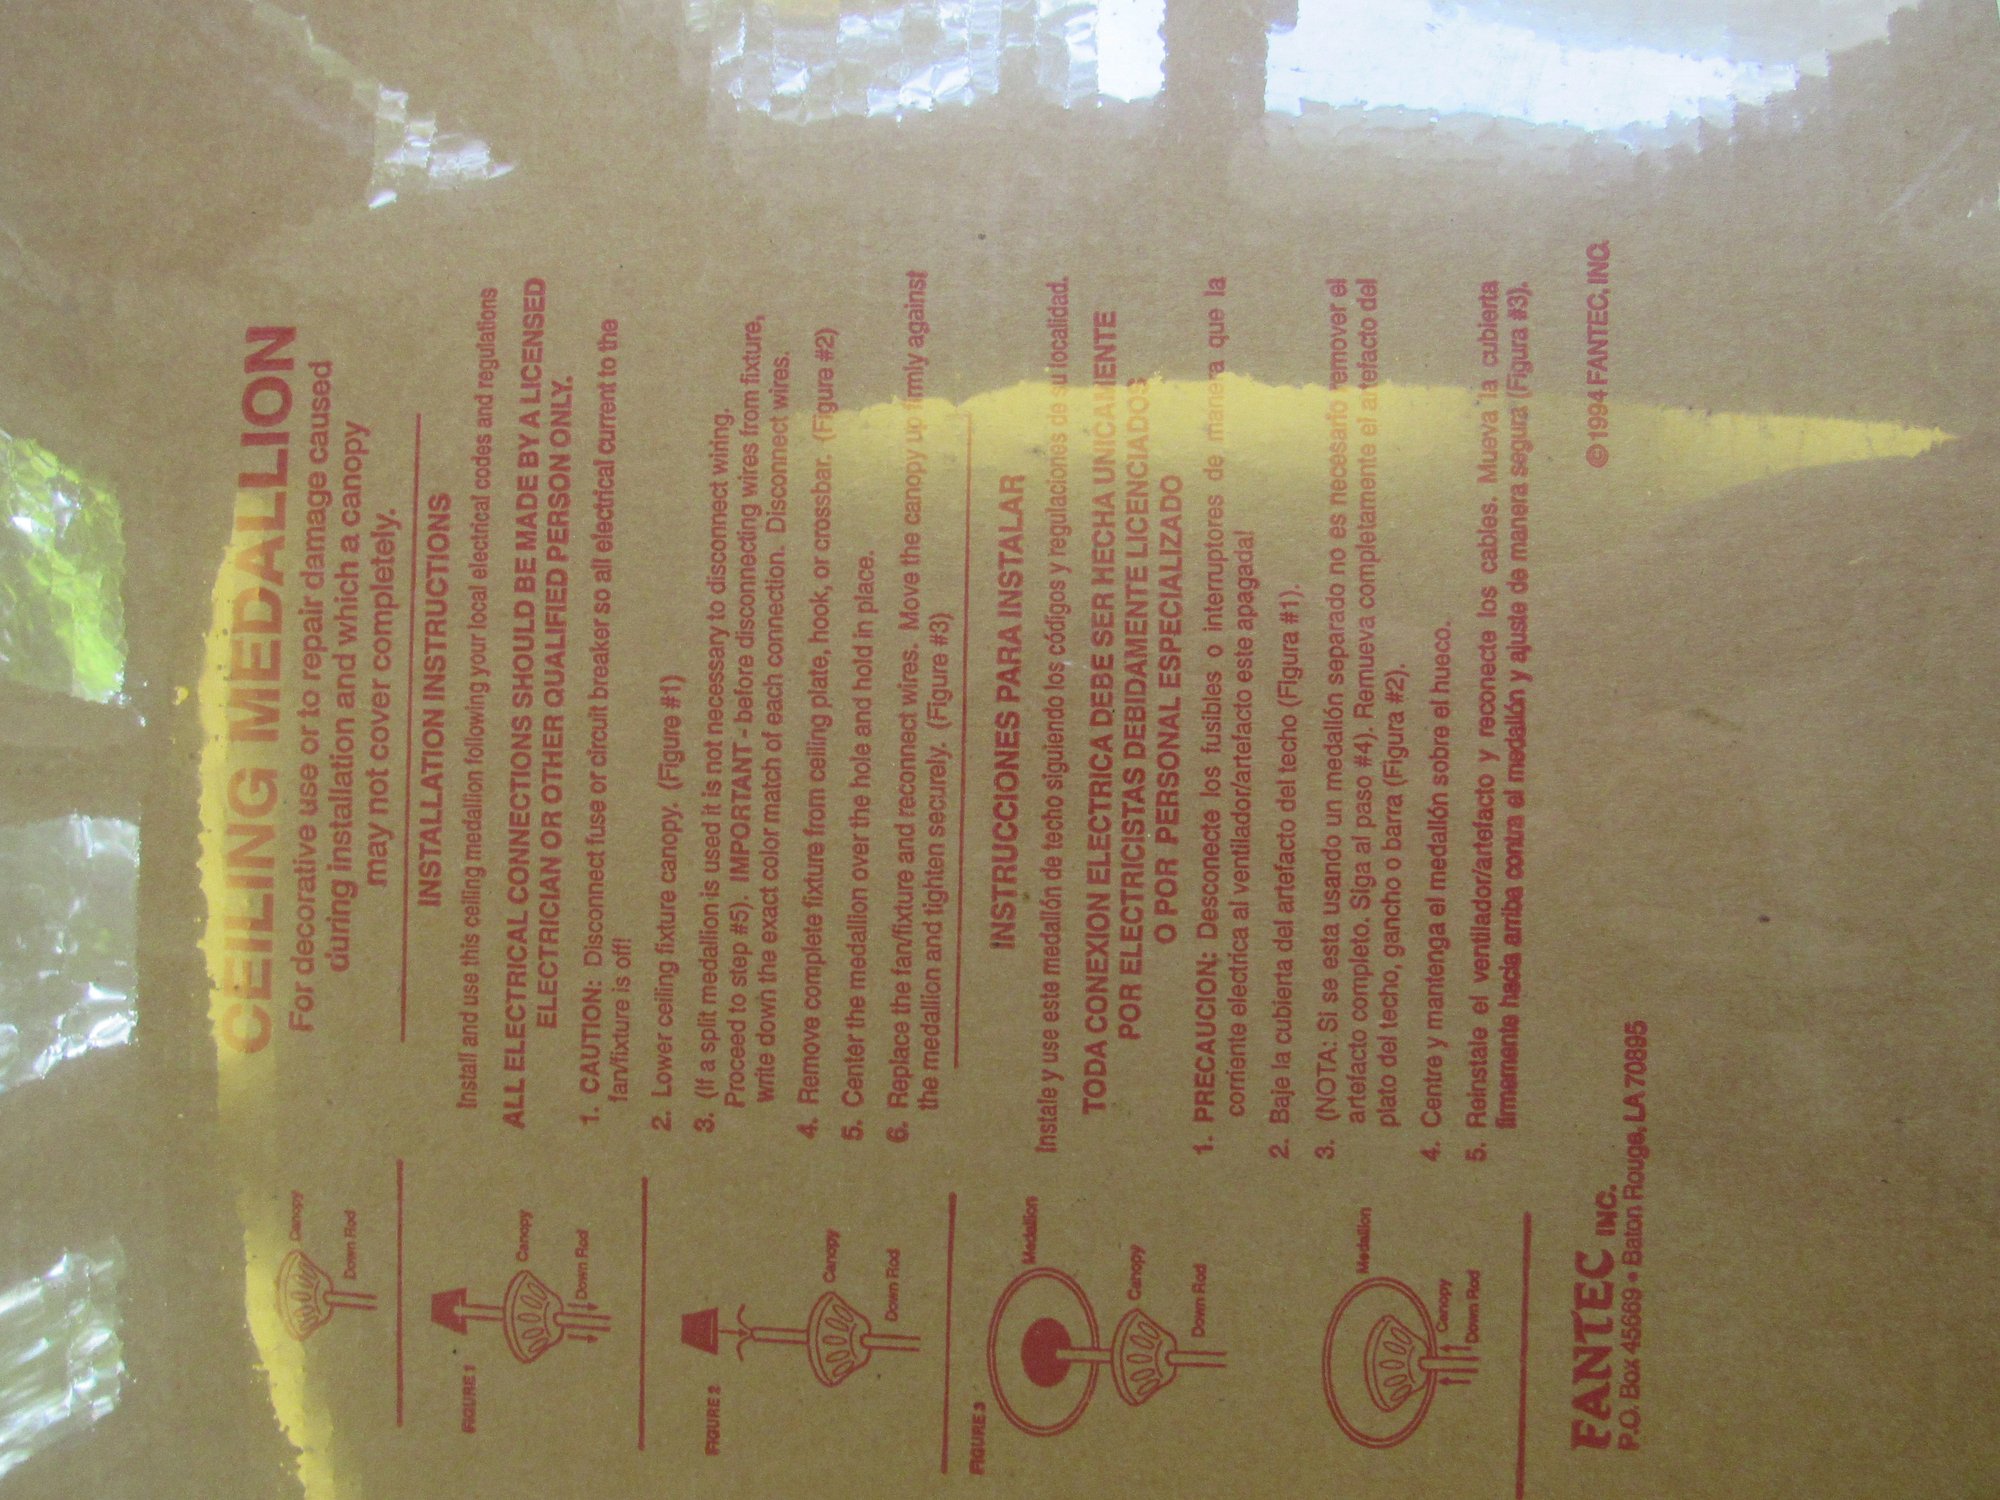 CEILING MEDALLION
For decorative use or to repair damage caused
during installation and which a canopy
may not cover completely.
INSTALLATION INSTRUCTIONS
Install and use this ceiling medallion following your local electrical codes and regulations
ALL ELECTRICAL CONNECTIONS SHOULD BE MADE BY A LICENSED
ELECTRICIAN OR OTHER QUALIFIED PERSON ONLY.
1. CAUTION: Disconnect fuse or circuit breaker so all electrical current to the
fan/fixture is off!
2. Lower ceiling fixture canopy. (Figure #1)
3. (If a split medallion is used it is not necessary to disconnect wiring.
Proceed to step #5). IMPORTANT - before disconnecting wires from fixture,
write down the exact color match of each connection. Disconnect wires.
4. Remove complete fixture from ceiling plate, hook, or crossbar. (Figure #2)
5. Center the medallion over the hole and hold in place.
6. Replace the fan/fixture and reconnect wires. Move the canopy up firmly against
the medallion and tighten securely. (Figure #3)
INSTRUCCIONES PARA INSTALAR
Instale y use este medallón de techo siguiendo los códigos y regulaciones de su localidad.
TODA CONEXION ELECTRICA DEBE SER HECHA UNICAMENTE
POR ELECTRICISTAS DEBIDAMENTE LICENCIADOS
O POR PERSONAL ESPECIALIZADO
1. PRECAUCION: Desconecte los fusibles o interruptores de manera que la
corriente electrica al ventilador/artefacto este apagada!
2. Baje la cubierta del artefacto del techo (Figura #1).
3. (NOTA: Si se esta usando un medallón separado no es necesario remover el
artefacto completo. Siga al paso #4). Remueva completamente el artefacto del
plato del techo, gancho o barra (Figura #2).
4. Centre y mantenga el medallón sobre el hueco.
5. Reinstale el ventilador/artefacto y reconecte los cables. Mueva la cubierta
firmemente hacia arriba contra el medallón y ajuste de manera segura (Figura #3).
Canopy
Down Rod
FIGURE 1
Canopy
Down Rod
FIGURE 2
Canopy
Down Rod
FIGURE 3
Medallion
Canopy
Down Rod
Medallion
Canopy
Down Rod
FANTEC INC.
P.O. Box 45669 • Baton Rouge, LA 70895
© 1994 FANTEC, INC.